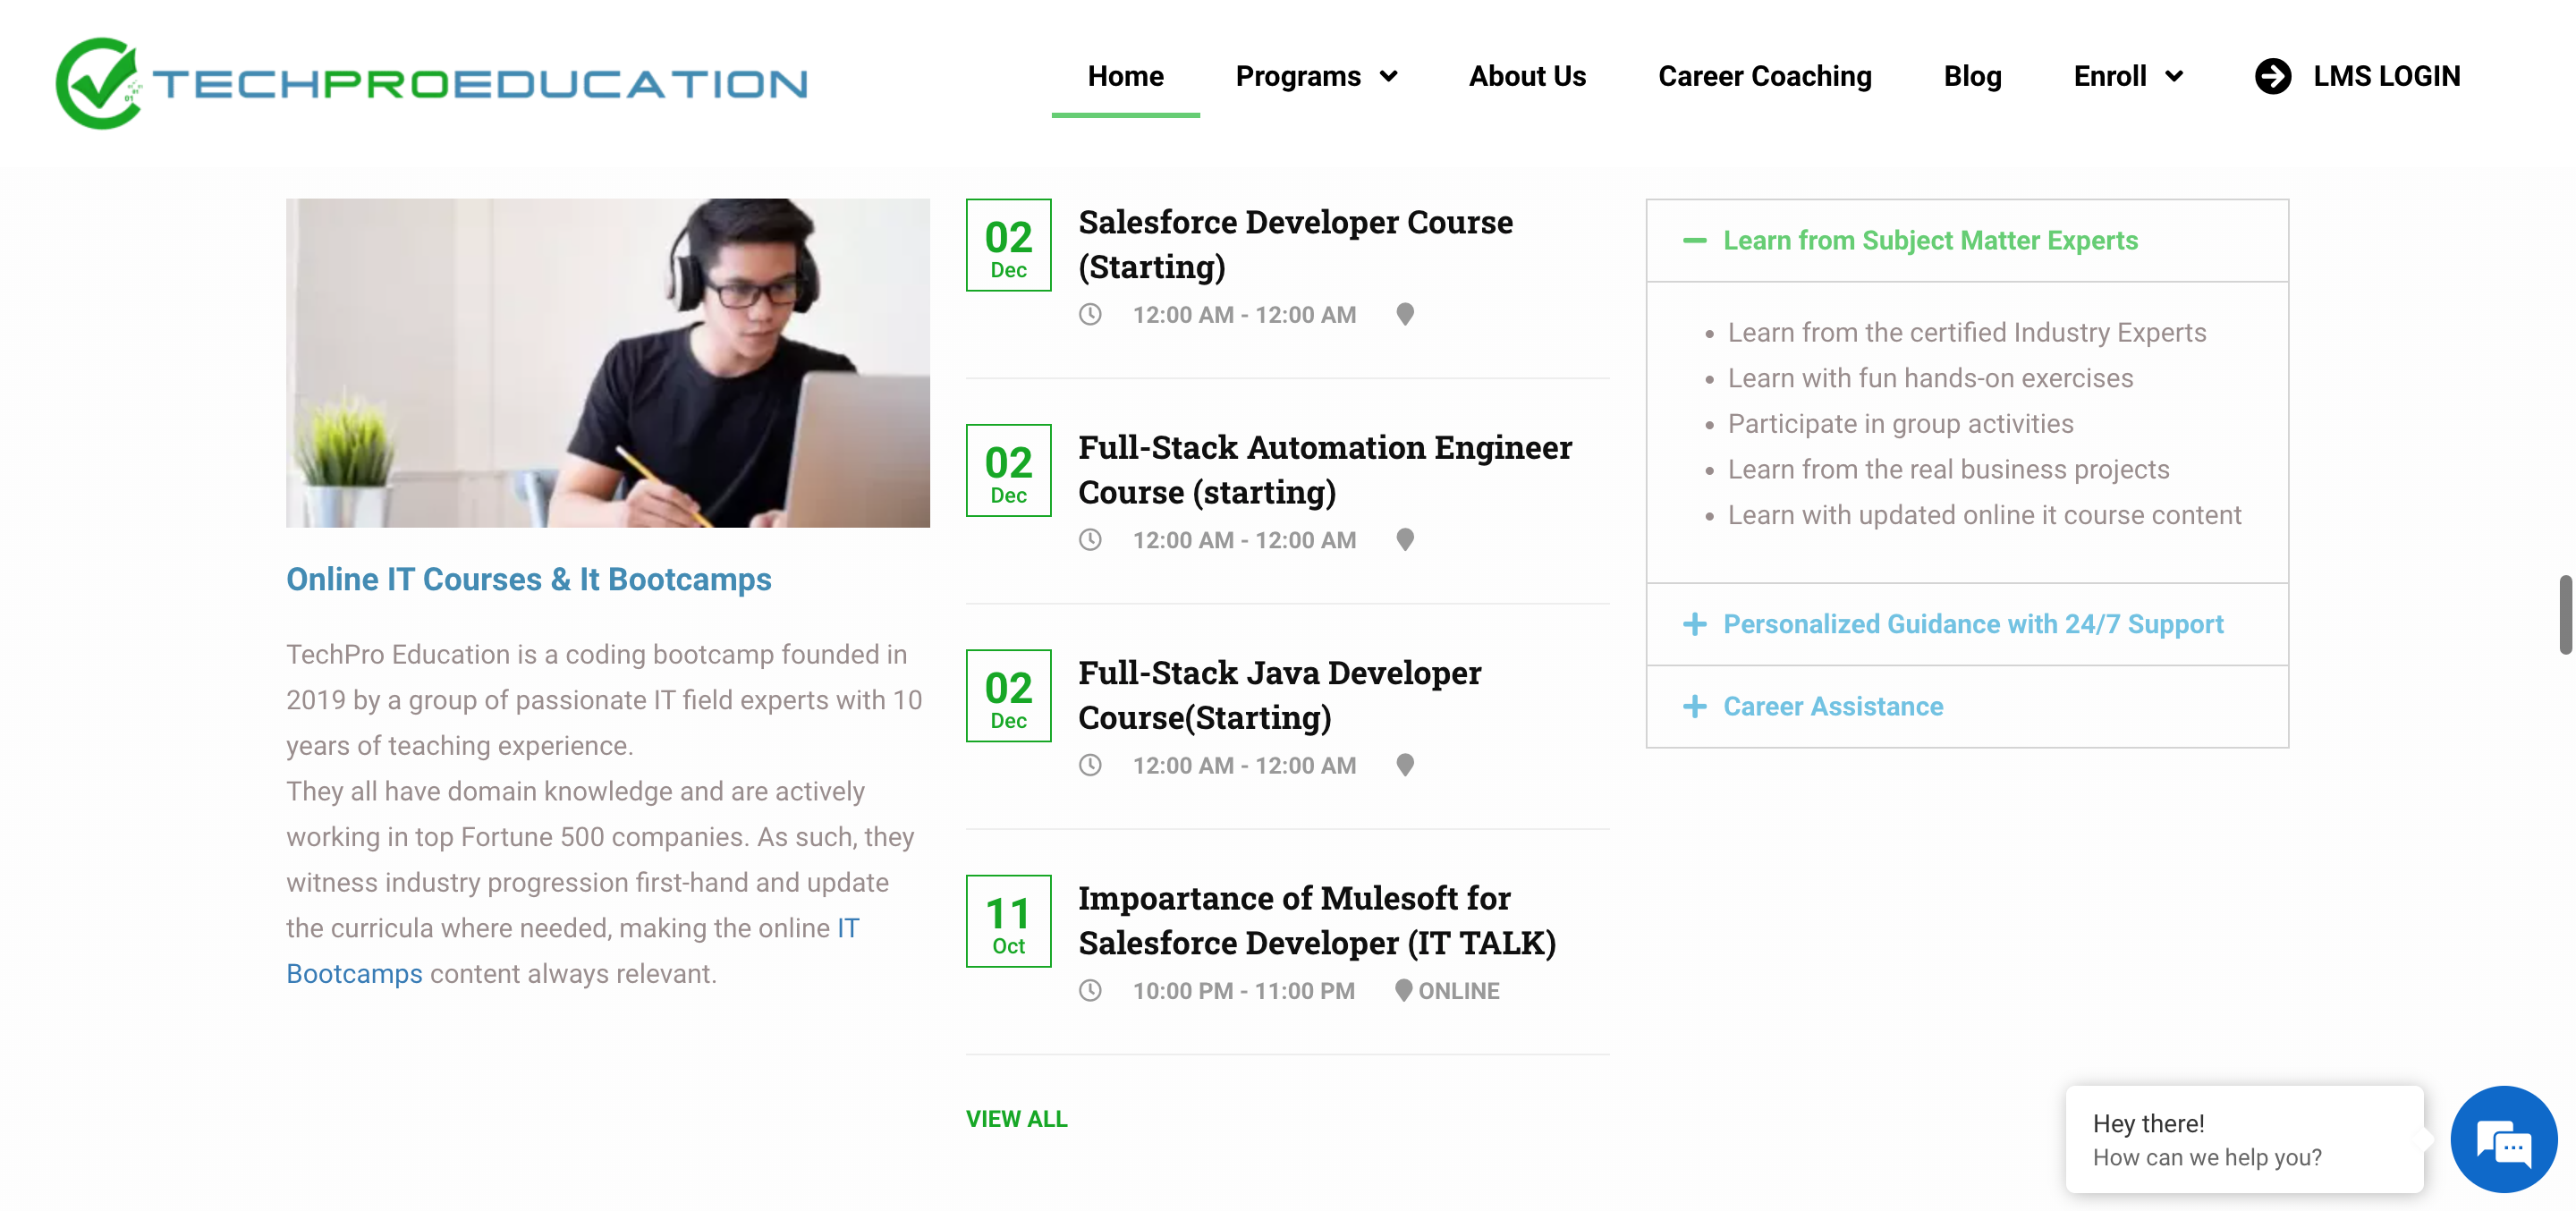 TECHPROEDUCATION
Home
Programs
About Us
Career Coaching
Blog
Enroll
LMS LOGIN
Online IT Courses & It Bootcamps
TechPro Education is a coding bootcamp founded in
2019 by a group of passionate IT field experts with 10
years of teaching experience.
They all have domain knowledge and are actively
working in top Fortune 500 companies. As such, they
witness industry progression first-hand and update
the curricula where needed, making the online IT
Bootcamps content always relevant.
02
Dec
Salesforce Developer Course
(Starting)
12:00 AM - 12:00 AM
02
Dec
Full-Stack Automation Engineer
Course (starting)
12:00 AM - 12:00 AM
02
Dec
Full-Stack Java Developer
Course(Starting)
12:00 AM - 12:00 AM
11
Oct
Impoartance of Mulesoft for
Salesforce Developer (IT TALK)
10:00 PM - 11:00 PM ONLINE
VIEW ALL
Learn from Subject Matter Experts
• Learn from the certified Industry Experts
• Learn with fun hands-on exercises
• Participate in group activities
• Learn from the real business projects
• Learn with updated online it course content
Personalized Guidance with 24/7 Support
Career Assistance
Hey there!
How can we help you?